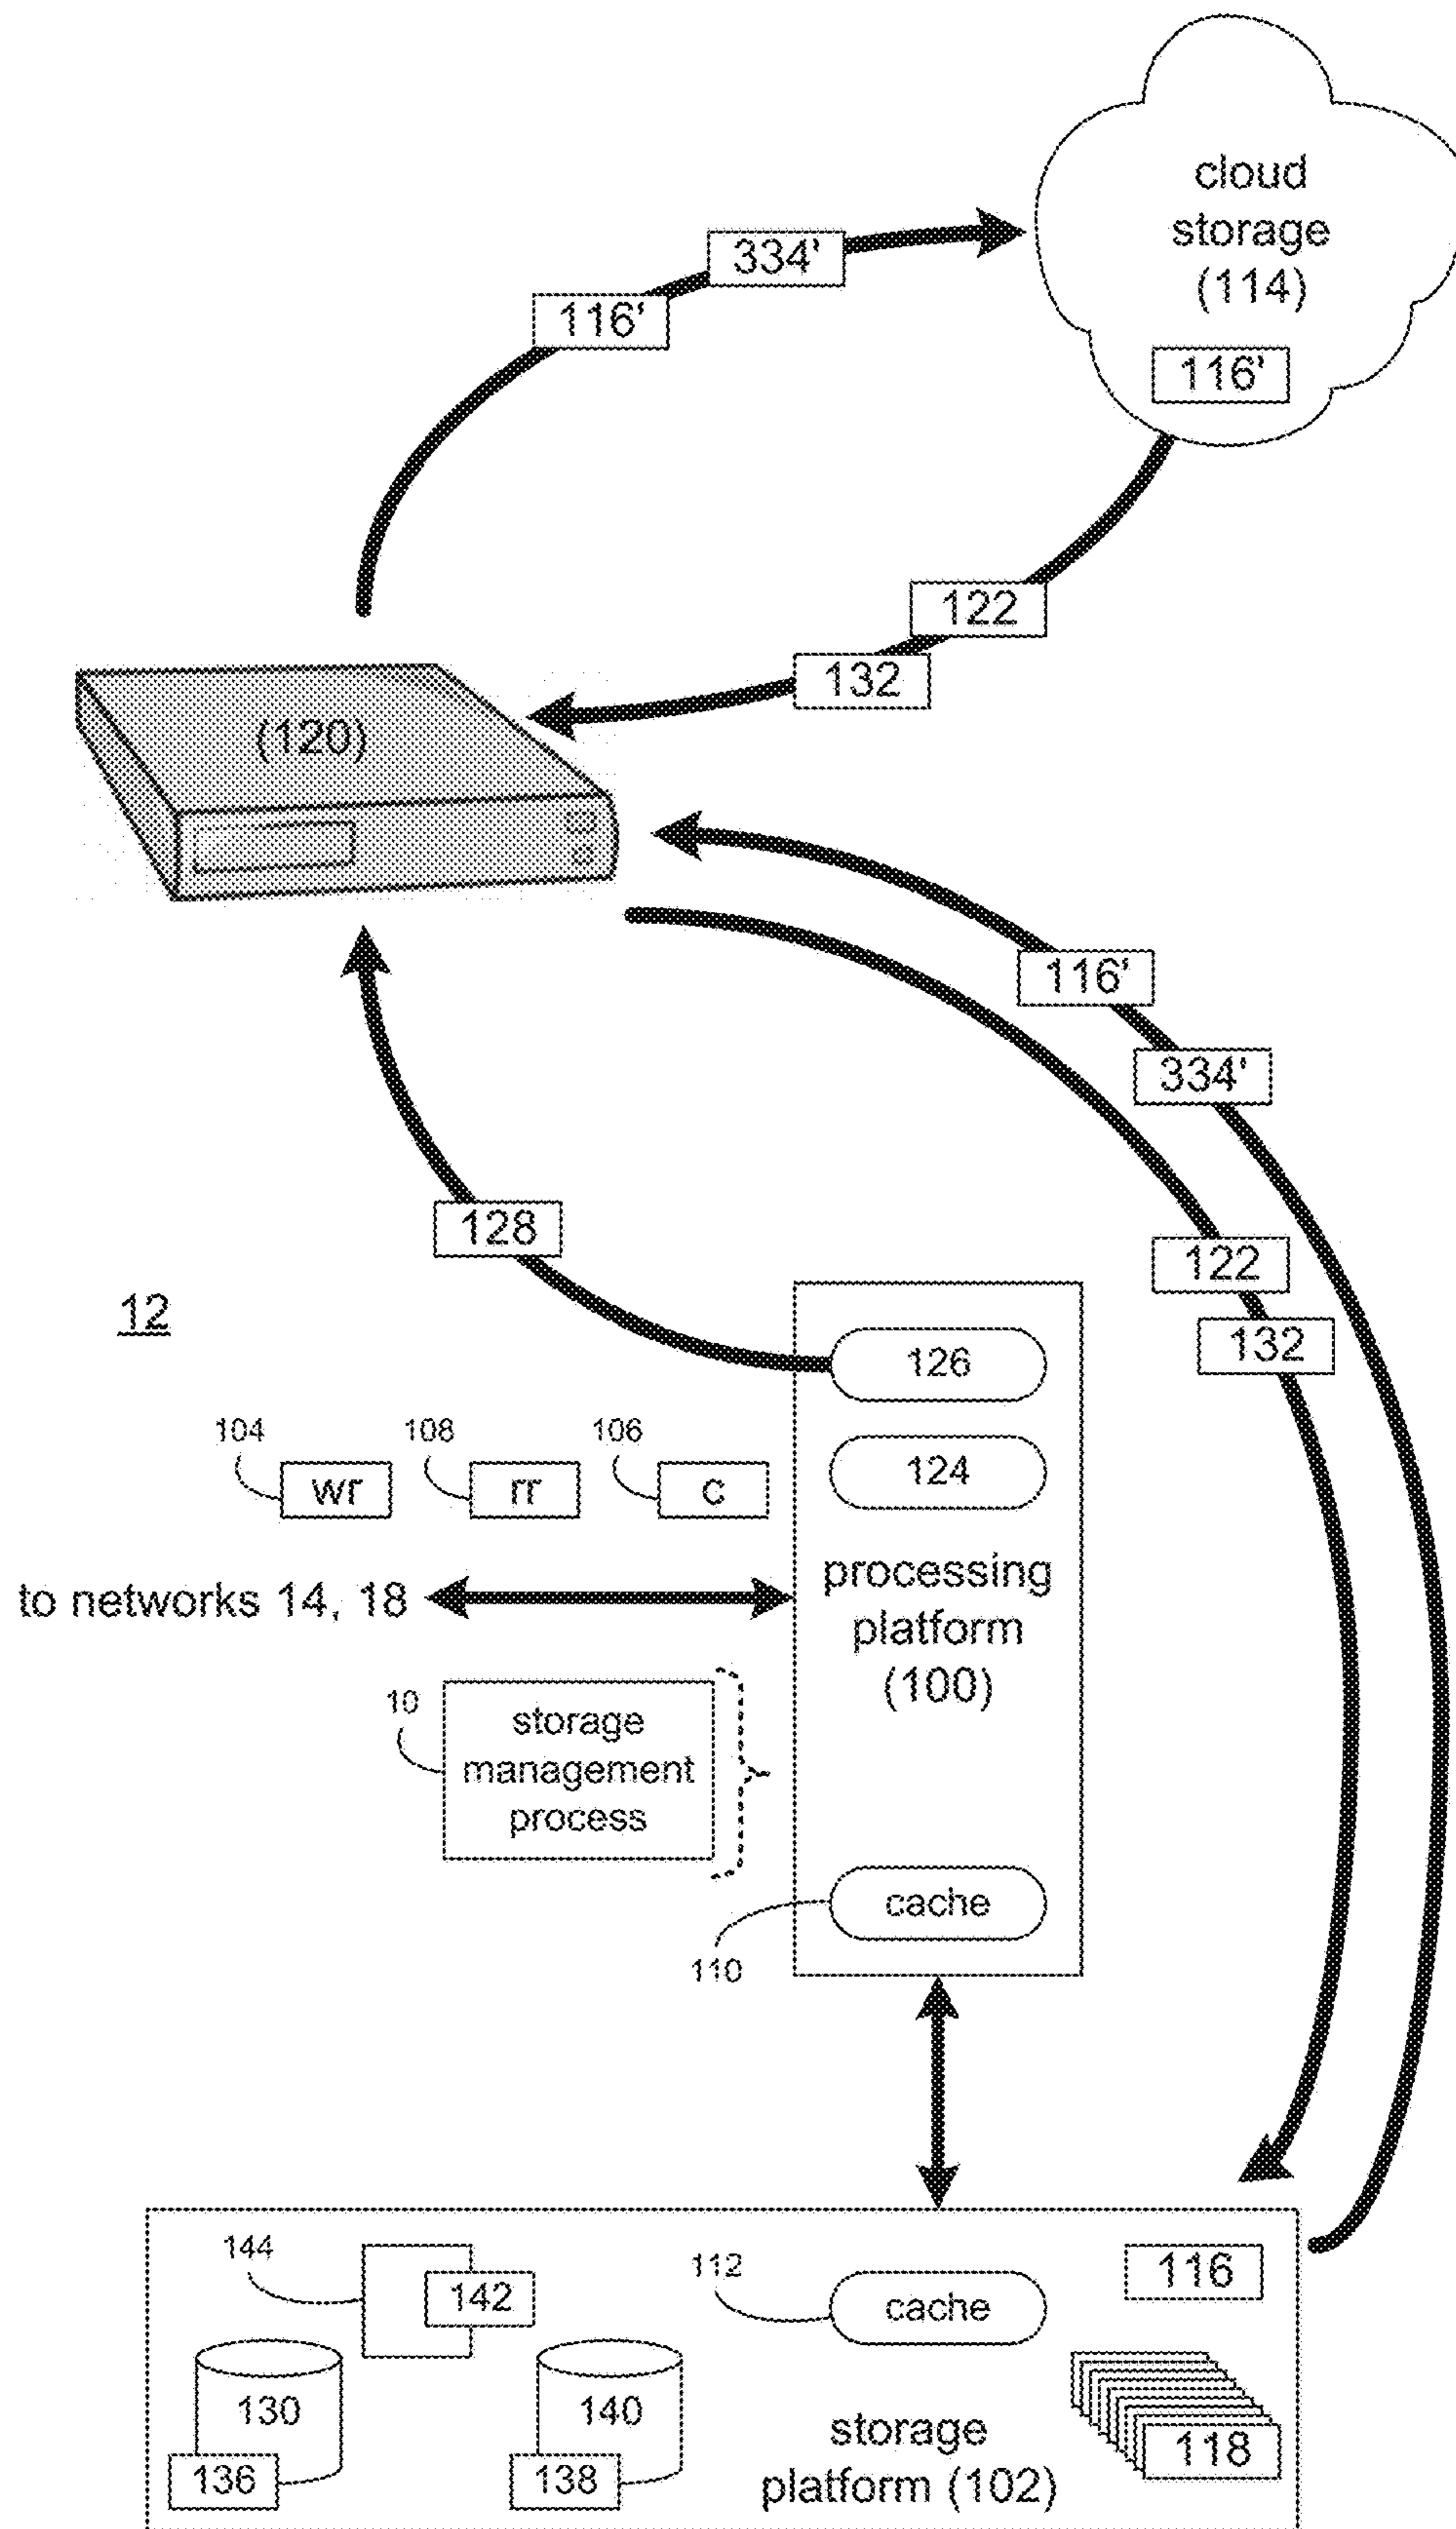 cloud
storage
(114)
334'
116'
116'
122
132
(120)
116'
334'
128
122
12
132
126
104
108
106
wr
rr
c
124
to networks 14, 18
processing
platform
(100)
10
storage
management
process
cache
110
144
142
112
cache
116
130
136
140
138
storage
platform (102)
118